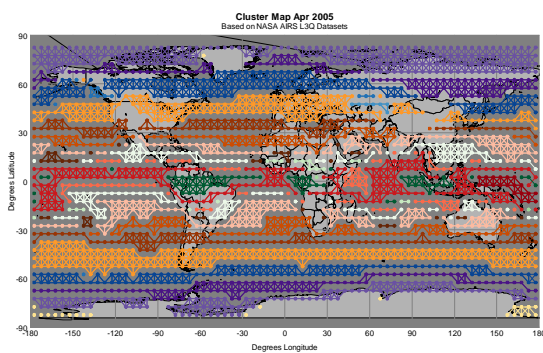 Cluster Map Apr 2005
Based on NASA AIRS L3Q Datasets
90
60
30
0
-30
-60
-90
Degrees Latitude
-180 -150 -120 -90 -60 -30 0 30 60 90 120 150 180
Degrees Longitude